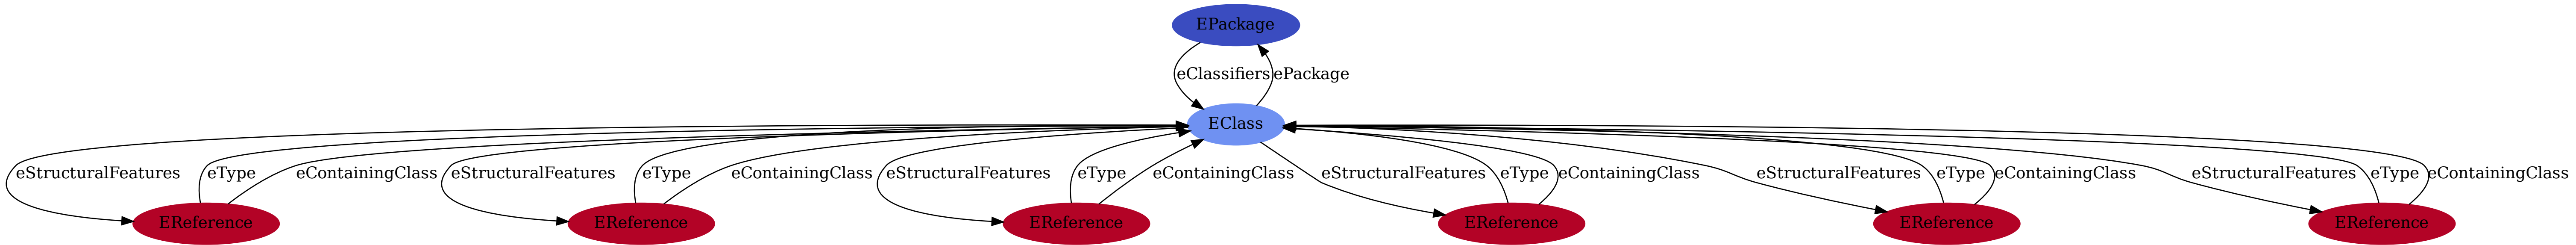 EPackage
eClassifiers ePackage
EClass
eStructuralFeatures eType eContainingClass eStructuralFeatures eType eContainingClass eStructuralFeatures eType eContainingClass eStructuralFeatures eType eContainingClass eStructuralFeatures eType eContainingClass eStructuralFeatures eType eContainingClass
EReference EReference EReference EReference EReference EReference